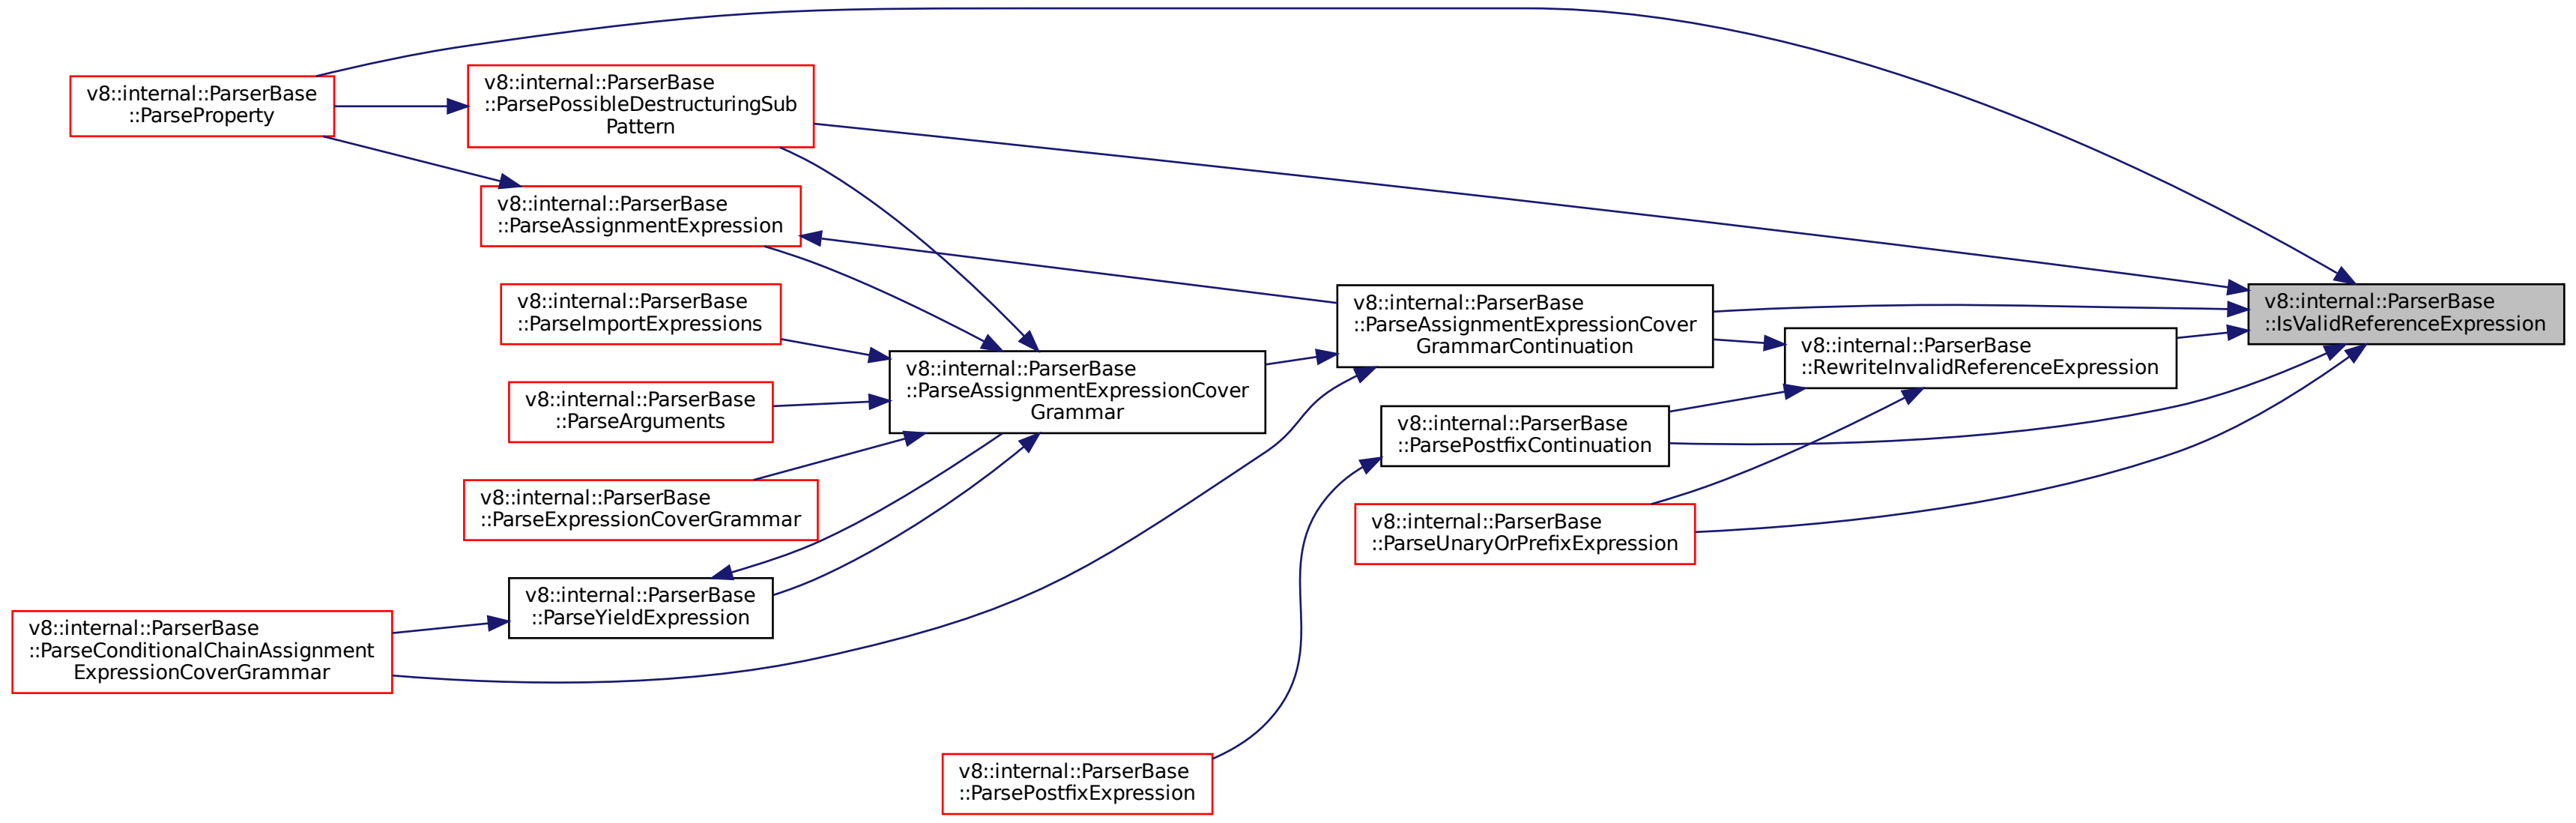 v8::internal::ParserBase
::ParseProperty
v8::internal::ParserBase
::ParsePossibleDestructuringSub
Pattern
v8::internal::ParserBase
::ParseAssignmentExpression
v8::internal::ParserBase
::ParseImportExpressions
v8::internal::ParserBase
::ParseArguments
v8::internal::ParserBase
::ParseExpressionCoverGrammar
v8::internal::ParserBase
::ParseYieldExpression
v8::internal::ParserBase
::ParseConditionalChainAssignment
ExpressionCoverGrammar
v8::internal::ParserBase
::ParseAssignmentExpressionCover
Grammar
v8::internal::ParserBase
::ParsePostfixExpression
v8::internal::ParserBase
::ParseAssignmentExpressionCover
GrammarContinuation
v8::internal::ParserBase
::ParsePostfixContinuation
v8::internal::ParserBase
::ParseUnaryOrPrefixExpression
v8::internal::ParserBase
::RewriteInvalidReferenceExpression
v8::internal::ParserBase
::IsValidReferenceExpression